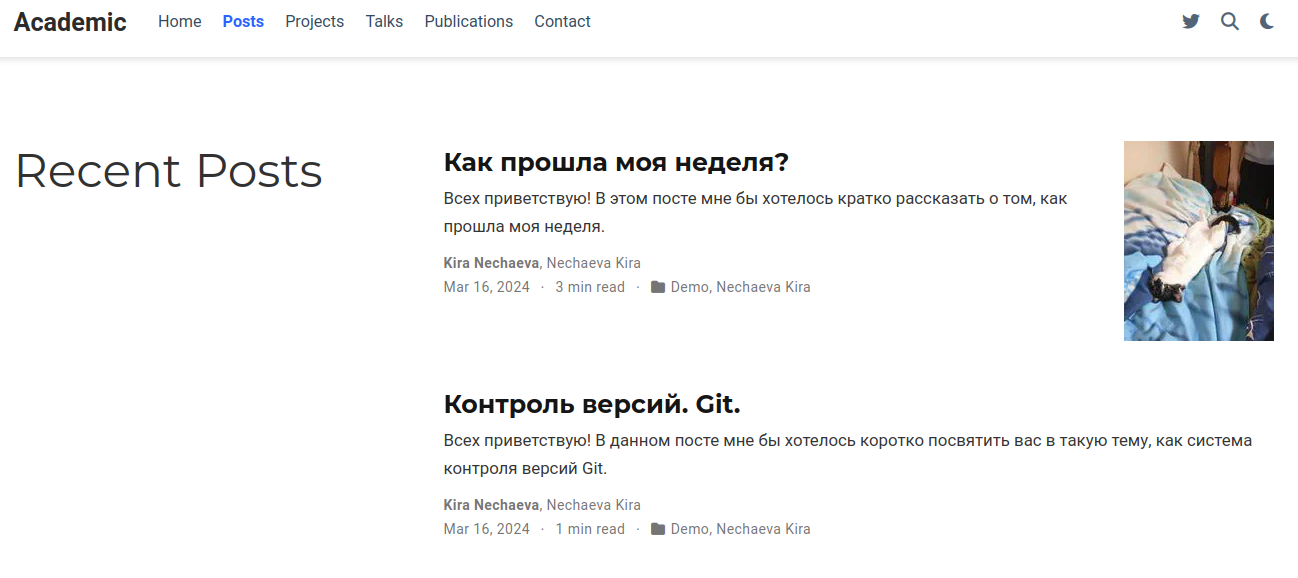 Academic Home Posts Projects Talks Publications Contact
Recent Posts
Как прошла моя неделя?
Всех приветствую! В этом посте мне бы хотелось кратко рассказать о том, как
прошла моя неделя.
Kira Nechaeva, Nechaeva Kira
Mar 16, 2024 · 3 min read · Demo, Nechaeva Kira
Контроль версий. Git.
Всех приветствую! В данном посте мне бы хотелось коротко посвятить вас в такую тему, как система
контроля версий Git.
Kira Nechaeva, Nechaeva Kira
Mar 16, 2024 · 1 min read · Demo, Nechaeva Kira